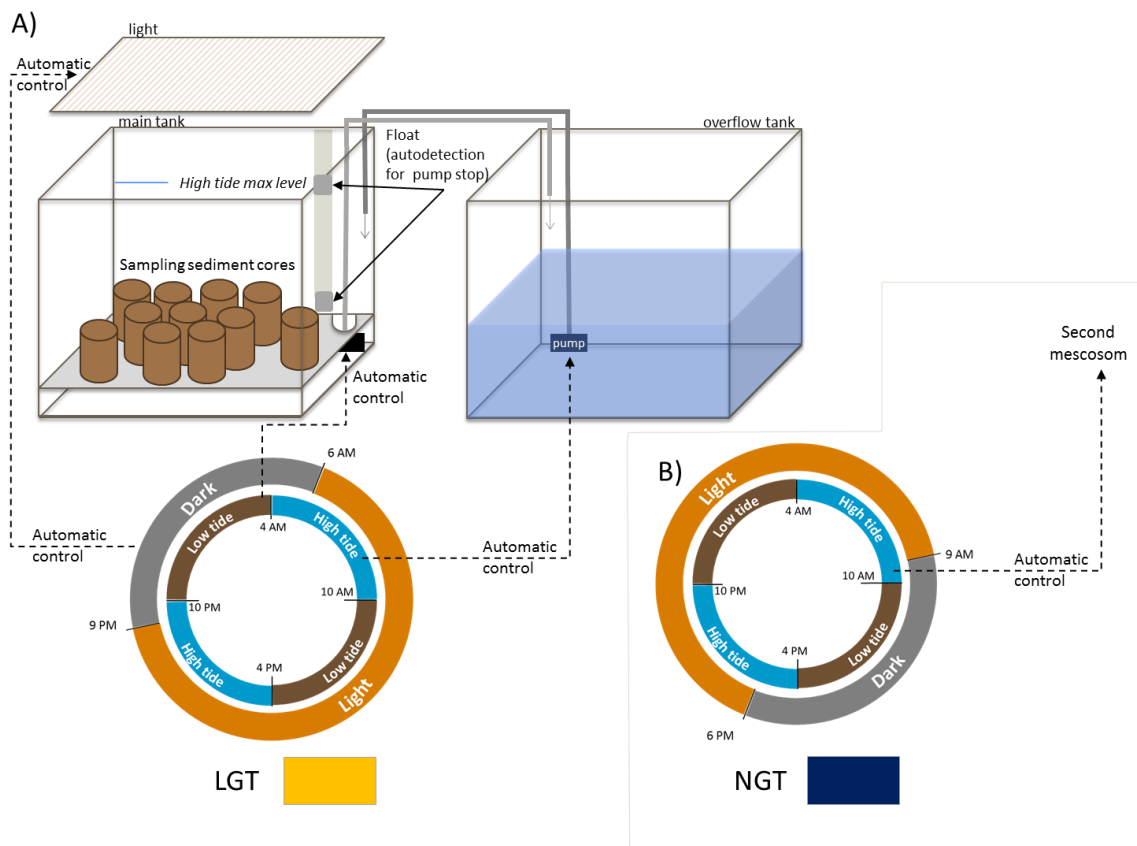 A)
light
Automatic
control
main tank
Float
(autodetection
for pump stop)
overflow tank
High tide max level
Sampling sediment cores
pump
Automatic
control
Second
mescosom
6 AM
Dark
Low tide
4 AM
High tide
Automatic
control
Automatic
control
10 AM
10 PM
9 PM
High tide
4 PM
Low tide
Light
LGT
B)
Light
Low tide
4 AM
High tide
9 AM
Automatic
control
10 AM
10 PM
High tide
4 PM
Low tide
Dark
6 PM
NGT